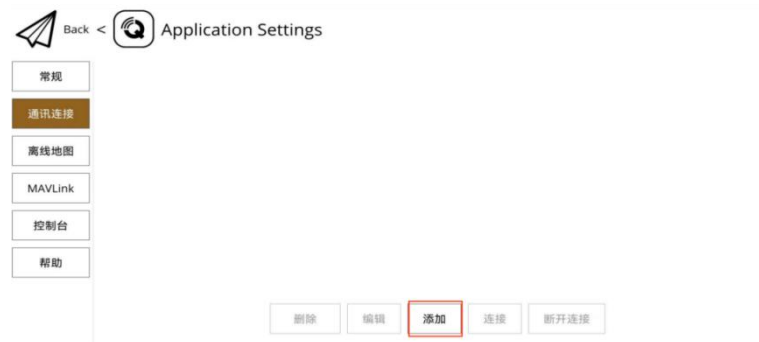 Back < Application Settings
常规
通讯连接
离线地图
MAVLink
控制台
帮助
删除 编辑 添加 连接 断开连接